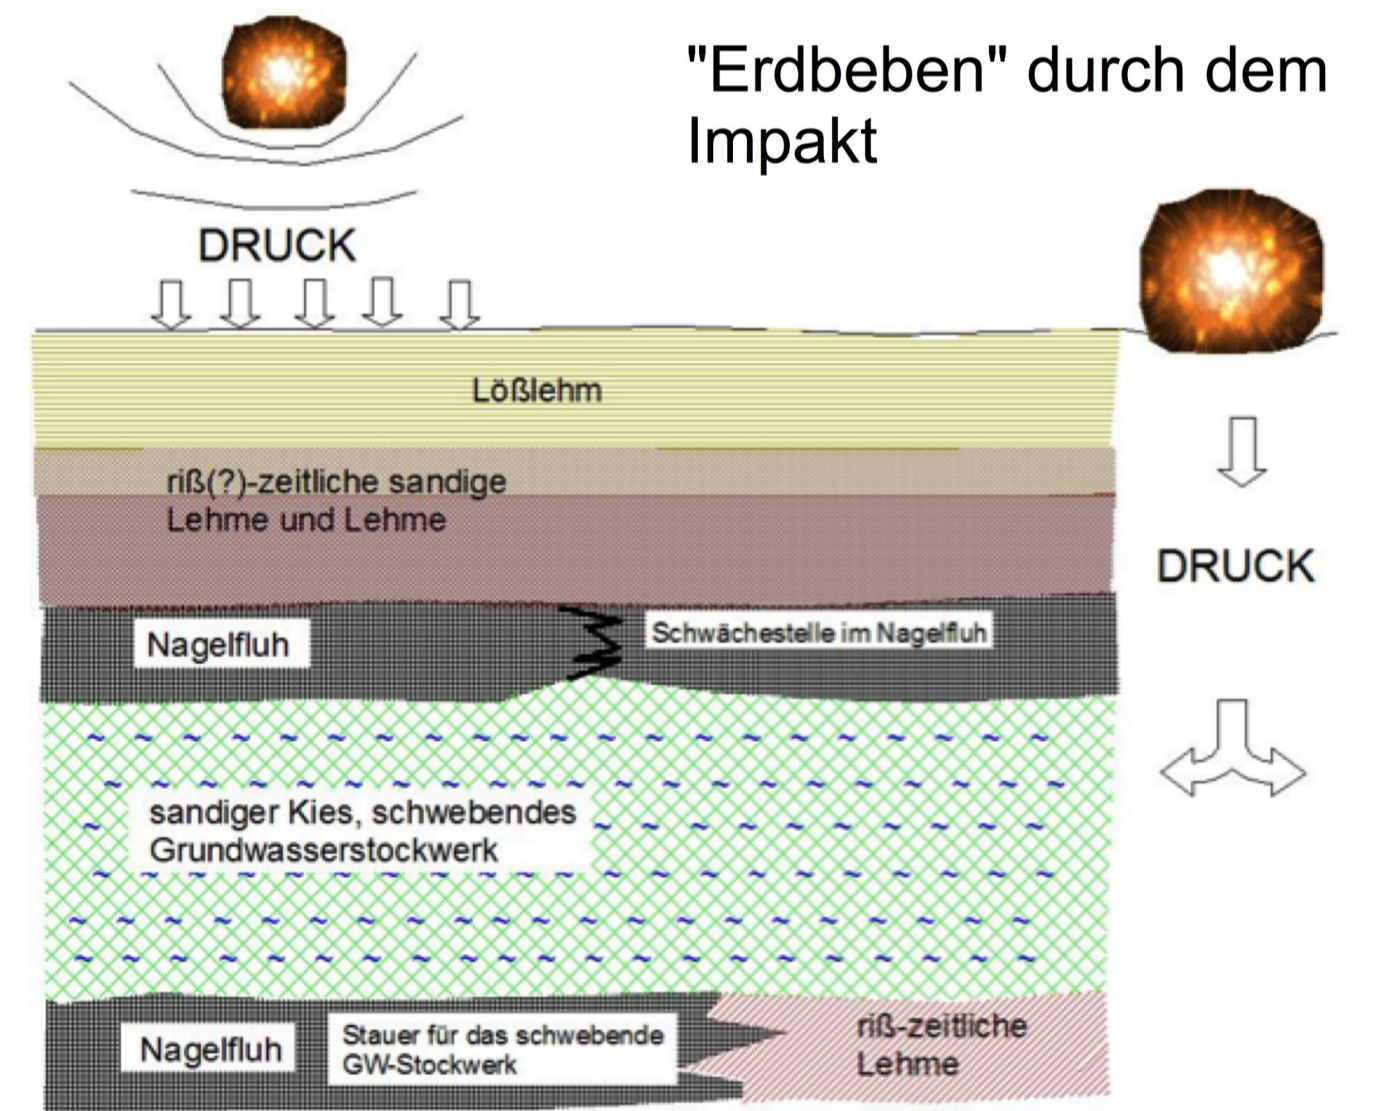 "Erdbeben" durch dem
Impakt
DRUCK
Lößlehm
riß(?)-zeitliche sandige
Lehme und Lehme
DRUCK
Nagelfluh
Schwächestelle im Nagelfluh
sandiger Kies, schwebendes
Grundwasserstockwerk
Nagelfluh
Stauer für das schwebende
GW-Stockwerk
riß-zeitliche
Lehme